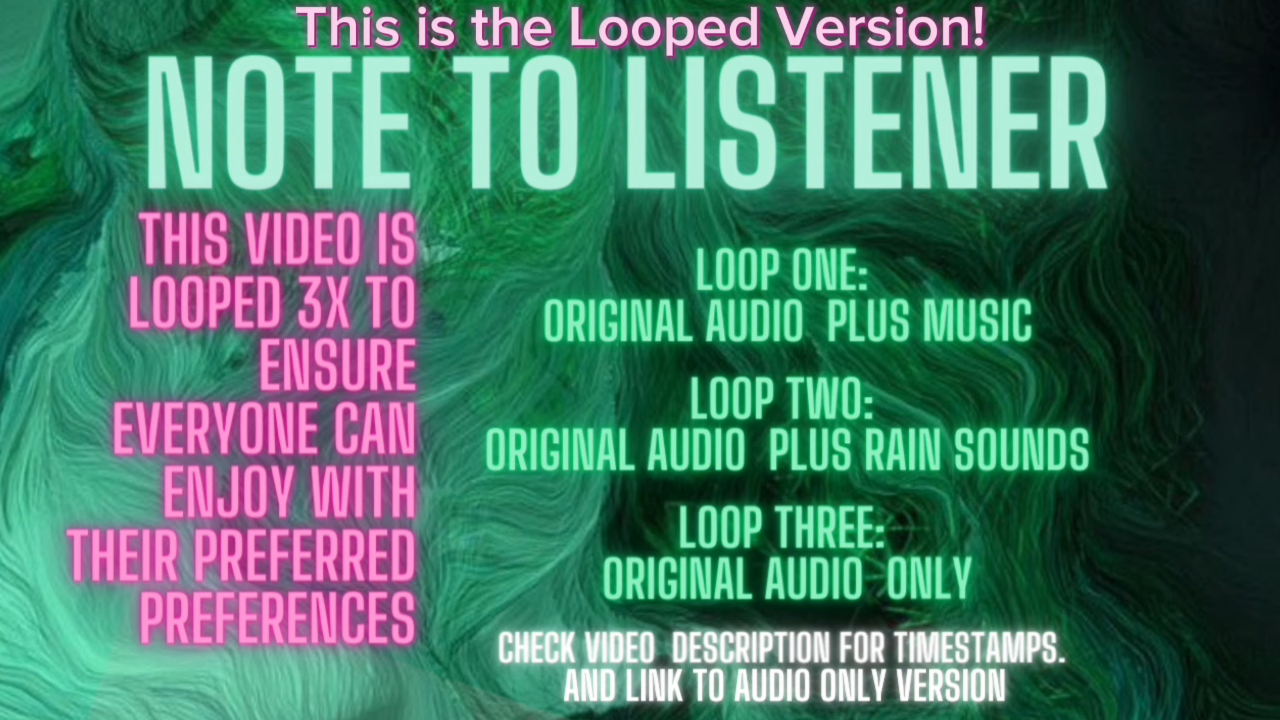 This is the Looped Version!
NOTE TO LISTENER
THIS VIDEO IS
LOOPED 3X TO
ENSURE
EVERYONE CAN
ENJOY WITH
THEIR PREFERRED
PREFERENCES
LOOP ONE:
ORIGINAL AUDIO PLUS MUSIC
LOOP TWO:
ORIGINAL AUDIO PLUS RAIN SOUNDS
LOOP THREE:
ORIGINAL AUDIO ONLY
CHECK VIDEO DESCRIPTION FOR TIMESTAMPS.
AND LINK TO AUDIO ONLY VERSION